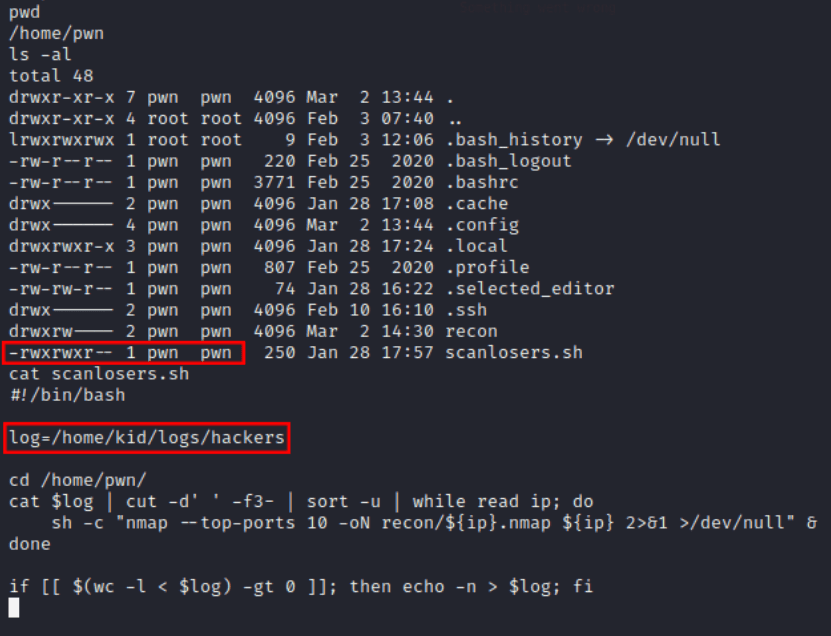 pwd
/home/pwn
ls -al
total 48
drwxr-xr-x 7 pwn  pwn  4096 Mar  2 13:44 .
drwxr-xr-x 4 root root 4096 Feb  3 07:40 ..
lrwxrwxrwx 1 root root    9 Feb  3 12:06 .bash_history → /dev/null
-rw-r--r-- 1 pwn  pwn   220 Feb 25  2020 .bash_logout
-rw-r--r-- 1 pwn  pwn  3771 Feb 25  2020 .bashrc
drwx------ 2 pwn  pwn  4096 Jan 28 17:08 .cache
drwx------ 4 pwn  pwn  4096 Mar  2 13:44 .config
drwxrwxr-x 3 pwn  pwn  4096 Jan 28 17:24 .local
-rw-r--r-- 1 pwn  pwn   807 Feb 25  2020 .profile
-rw-rw-r-- 1 pwn  pwn    74 Jan 28 16:22 .selected_editor
drwx------ 2 pwn  pwn  4096 Feb 10 16:10 .ssh
drwxrw---- 2 pwn  pwn  4096 Mar  2 14:30 recon
-rwxrwxr-- 1 pwn  pwn   250 Jan 28 17:57 scanlosers.sh
cat scanlosers.sh
#!/bin/bash
log=/home/kid/logs/hackers
cd /home/pwn/
cat $log | cut -d' ' -f3- | sort -u | while read ip; do
    sh -c "nmap --top-ports 10 -oN recon/${ip}.nmap ${ip} 2>&1 >/dev/null" &
done
if [[ $(wc -l < $log) -gt 0 ]]; then echo -n > $log; fi